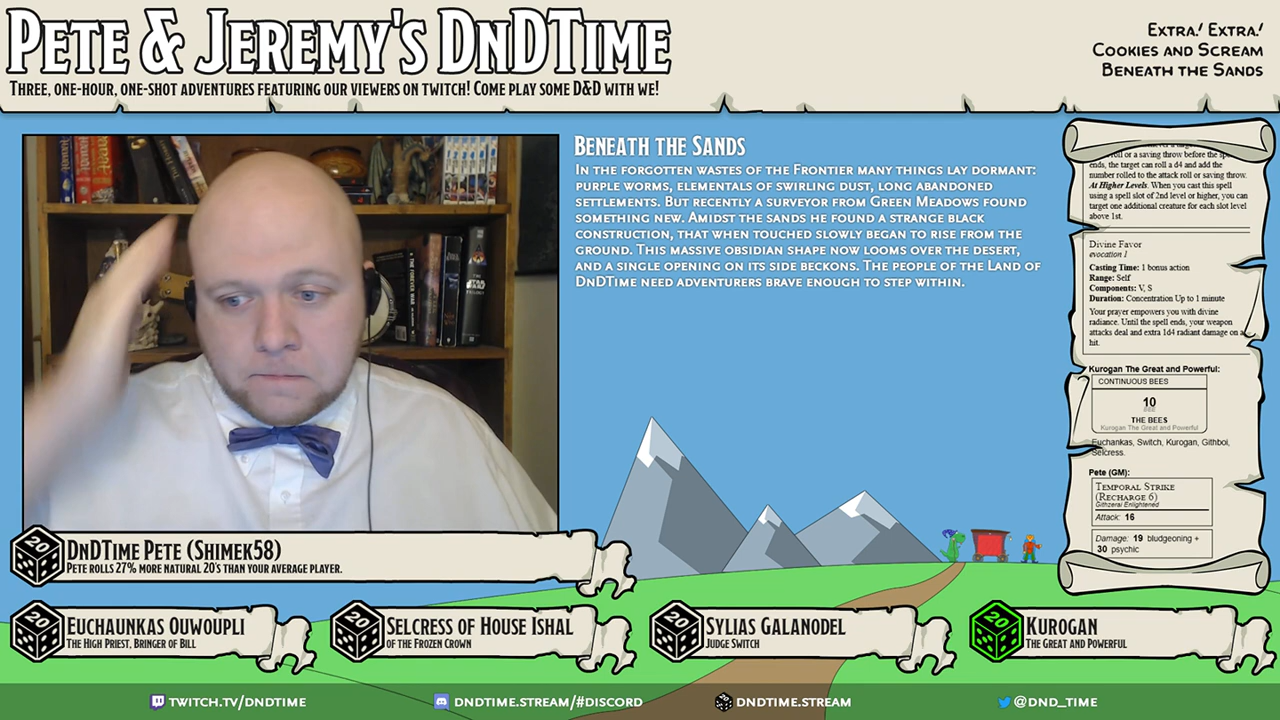 Pete & Jeremy's DnDTime
Three, one-hour, one-shot adventures featuring our viewers on Twitch! Come play some D&D with we!
Extra! Extra!
Cookies and Scream
Beneath the Sands
Beneath the Sands
In the forgotten wastes of the Frontier many things lay dormant:
purple worms, elementals of swirling dust, long abandoned
settlements. But recently a surveyor from Green Meadows found
something new. Amidst the sands he found a strange black
construction, that when touched slowly began to rise from the
ground. This massive obsidian shape now looms over the desert,
and a single opening on its side beckons. The people of the Land of
DnDTime need adventurers brave enough to step within.
roll or a saving throw before the
ends, the target can roll a d4 and add the
number rolled to the attack roll or saving throw.
At Higher Levels. When you cast this spell
using a spell slot of 2nd level or higher, you can
target one additional creature for each slot level
above 1st.
Divine Favor
evocation 1
Casting Time: 1 bonus action
Range: Self
Components: V, S
Duration: Concentration Up to 1 minute
Your prayer empowers you with divine
radiance. Until the spell ends, your weapon
attacks deal and extra 1d4 radiant damage on a
hit.
Kurogan The Great and Powerful:
CONTINUOUS BEES
10
THE BEES
Kurogan The Great and Powerful
Euchankas, Switch, Kurogan, Githboi,
Selcress.
Pete (GM):
Temporal Strike
(Recharge 6)
Githzerai Enlightened
Attack: 16
Damage: 19 bludgeoning +
30 psychic
THE FOREVER WAR
STAR WARS
TRILOGY
20
DnDTime Pete (Shimek58)
Pete rolls 27% more natural 20's than your average player.
20
Euchaunkas Ouwoupli
The High Priest, Bringer of Bill
20
Selcress of House Ishal
of the Frozen Crown
20
Sylias Galanodel
Judge Switch
20
Kurogan
The Great and Powerful
twitch.tv/dndtime
dndtime.stream/#discord
dndtime.stream
@dnd_time